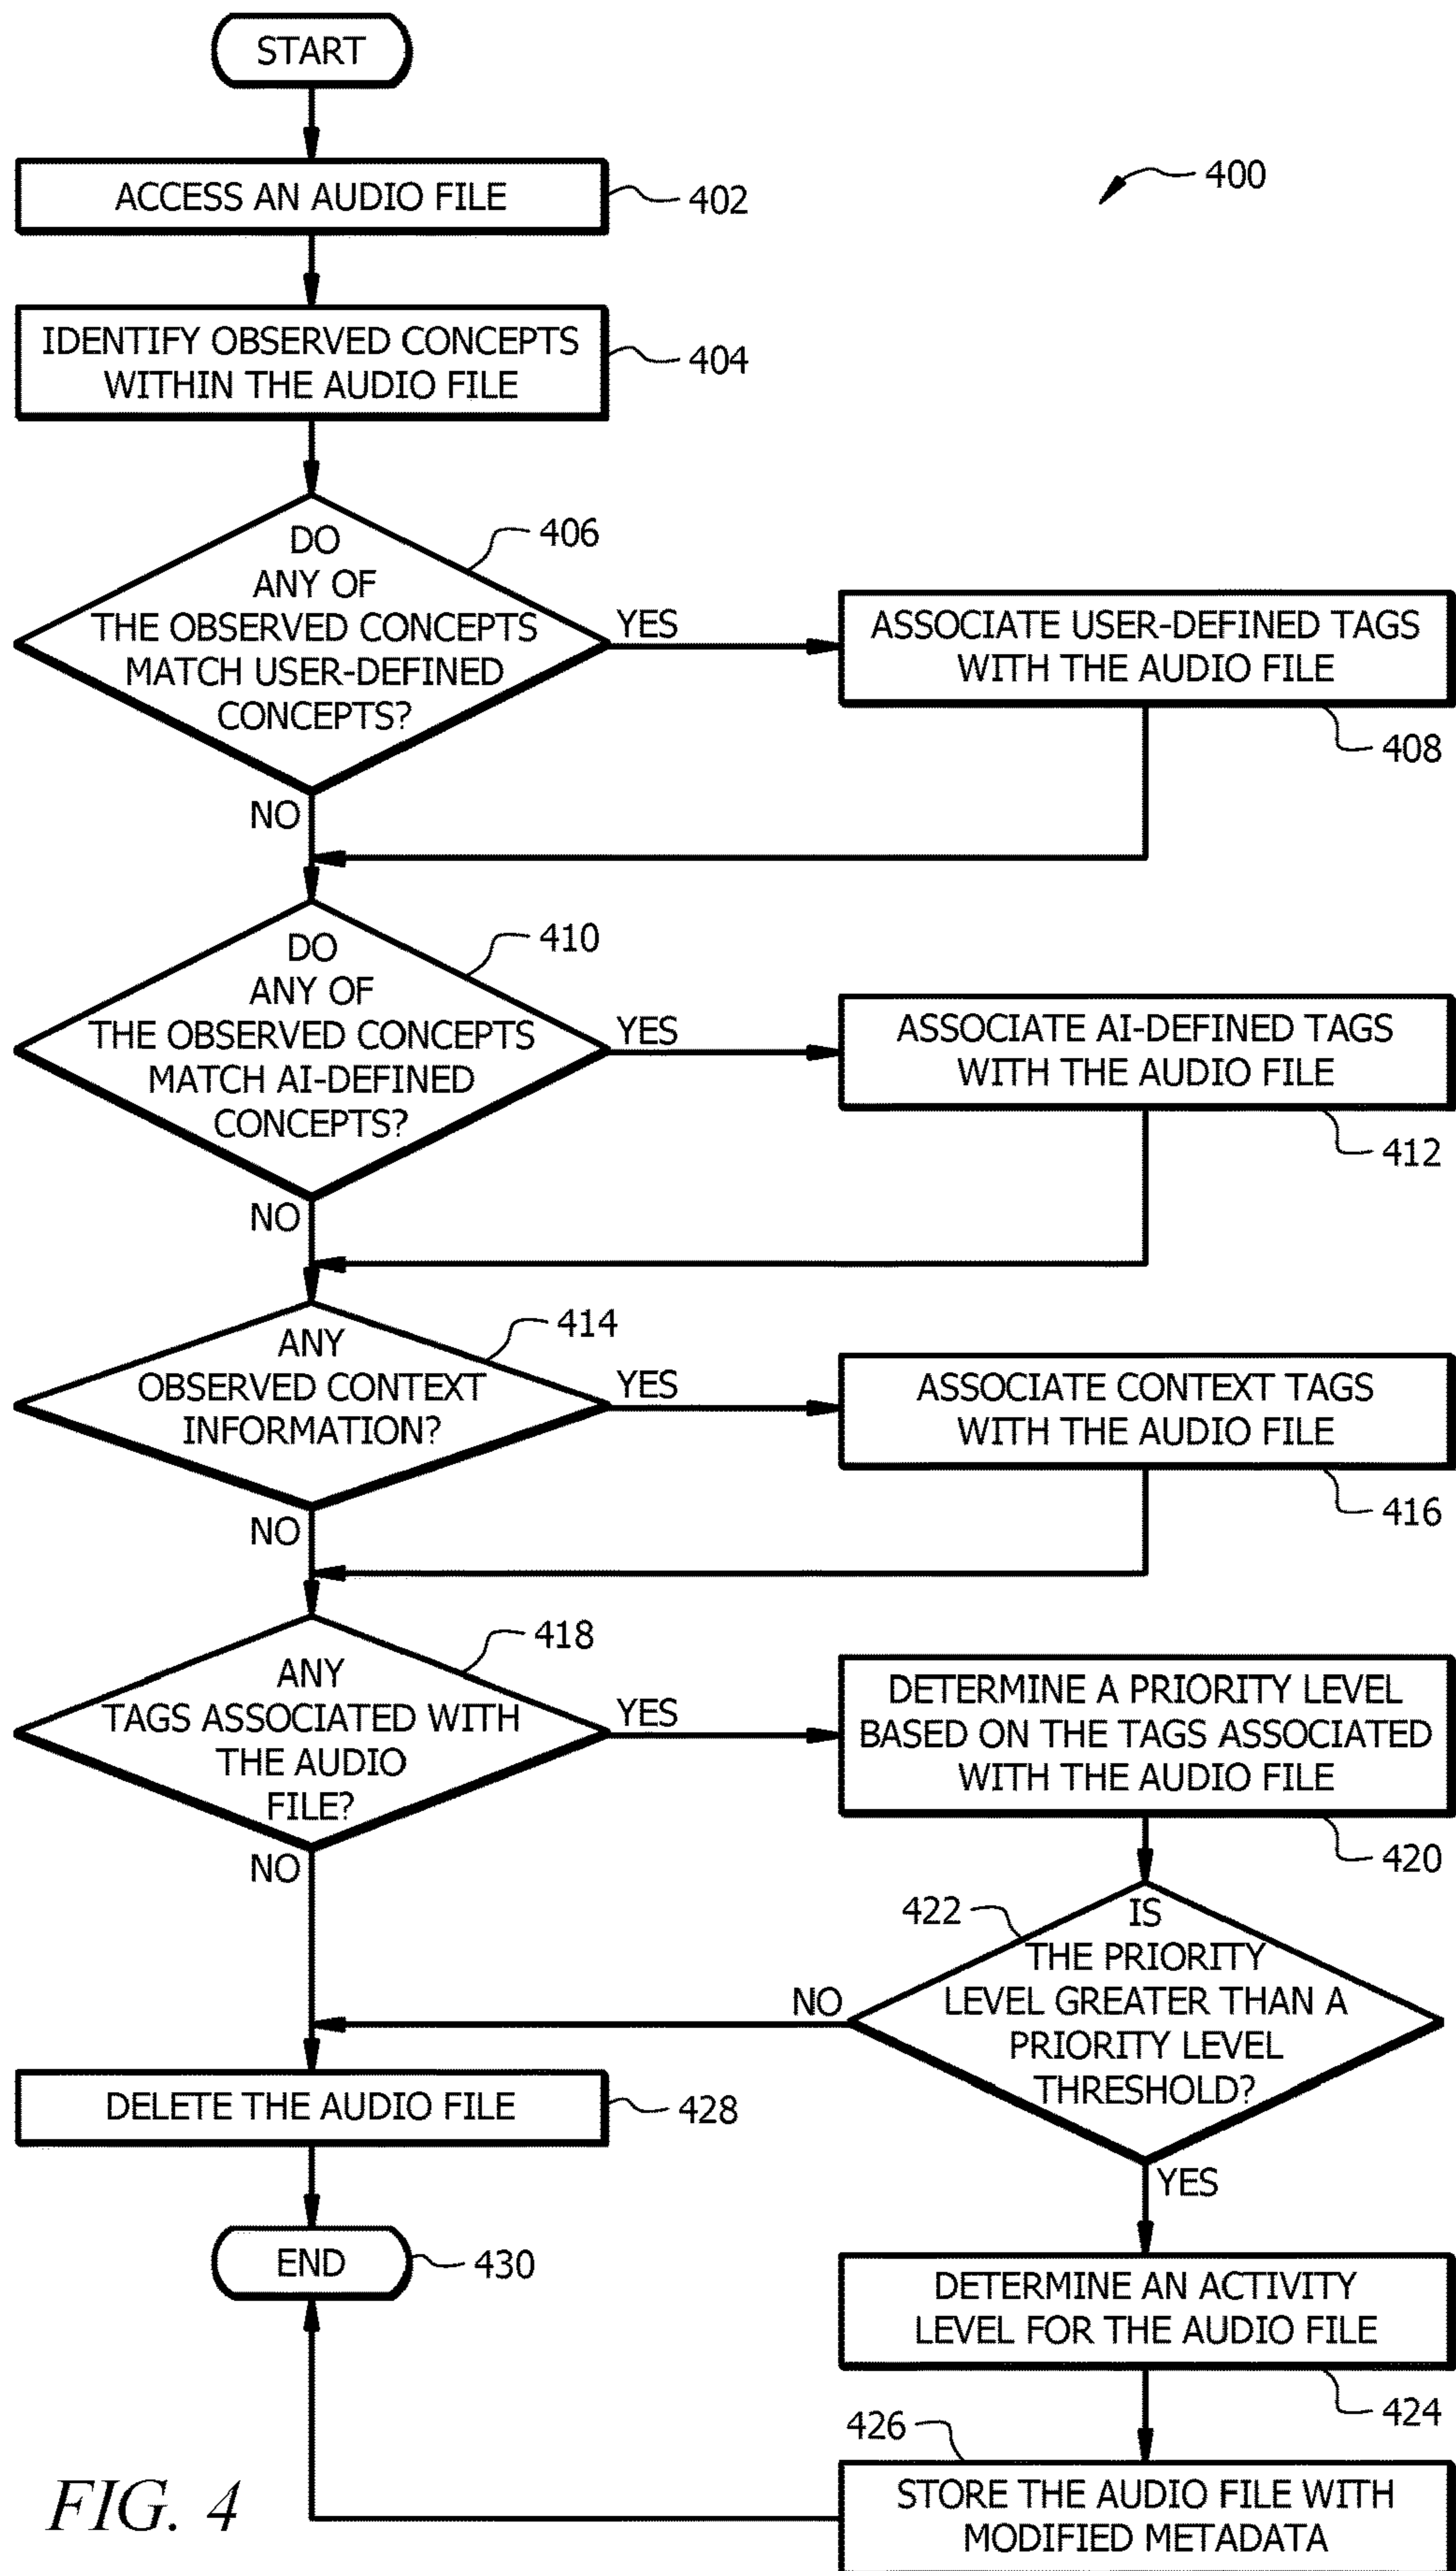 START
400
ACCESS AN AUDIO FILE
402
IDENTIFY OBSERVED CONCEPTS
WITHIN THE AUDIO FILE
404
406
DO
ANY OF
THE OBSERVED CONCEPTS
MATCH USER-DEFINED
CONCEPTS?
YES
NO
ASSOCIATE USER-DEFINED TAGS
WITH THE AUDIO FILE
408
410
DO
ANY OF
THE OBSERVED CONCEPTS
MATCH AI-DEFINED
CONCEPTS?
YES
NO
ASSOCIATE AI-DEFINED TAGS
WITH THE AUDIO FILE
412
414
ANY
OBSERVED CONTEXT
INFORMATION?
YES
NO
ASSOCIATE CONTEXT TAGS
WITH THE AUDIO FILE
416
418
ANY
TAGS ASSOCIATED WITH
THE AUDIO
FILE?
YES
NO
DETERMINE A PRIORITY LEVEL
BASED ON THE TAGS ASSOCIATED
WITH THE AUDIO FILE
420
422
IS
THE PRIORITY
LEVEL GREATER THAN A
PRIORITY LEVEL
THRESHOLD?
NO
YES
DELETE THE AUDIO FILE
428
END
430
DETERMINE AN ACTIVITY
LEVEL FOR THE AUDIO FILE
424
426
STORE THE AUDIO FILE WITH
MODIFIED METADATA
FIG. 4